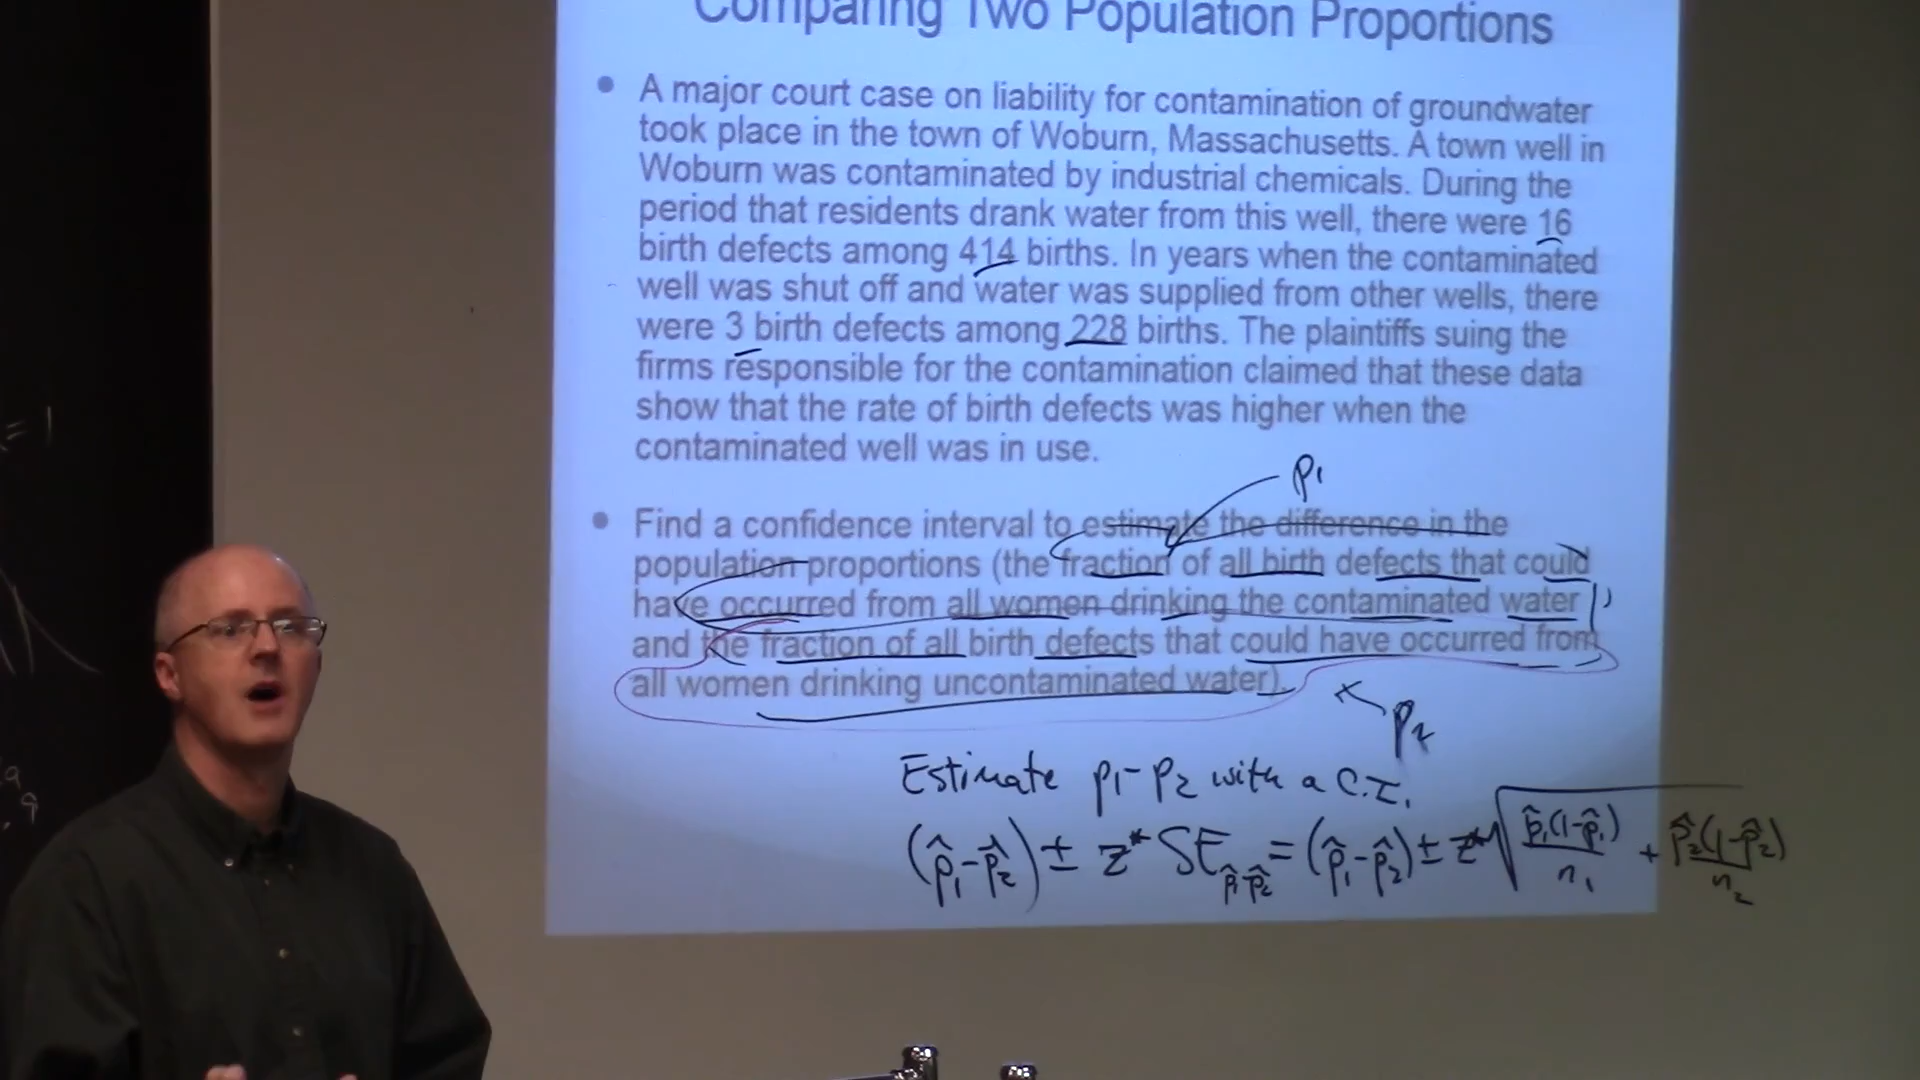 Comparing Two Population Proportions
• A major court case on liability for contamination of groundwater
took place in the town of Woburn, Massachusetts. A town well in
Woburn was contaminated by industrial chemicals. During the
period that residents drank water from this well, there were 16
birth defects among 414 births. In years when the contaminated
well was shut off and water was supplied from other wells, there
were 3 birth defects among 228 births. The plaintiffs suing the
firms responsible for the contamination claimed that these data
show that the rate of birth defects was higher when the
contaminated well was in use.
p₁
• Find a confidence interval to estimate the difference in the
population proportions (the fraction of all birth defects that could
have occurred from all women drinking the contaminated water
and the fraction of all birth defects that could have occurred from
all women drinking uncontaminated water).
p₂
Estimate p₁-p₂ with a C.I.
(p̂₁-p̂₂) ± z* SE p̂₁-p̂₂ = (p̂₁-p̂₂) ± z* √ p̂₁(1-p̂₁)/n₁ + p̂₂(1-p̂₂)/n₂
= 1